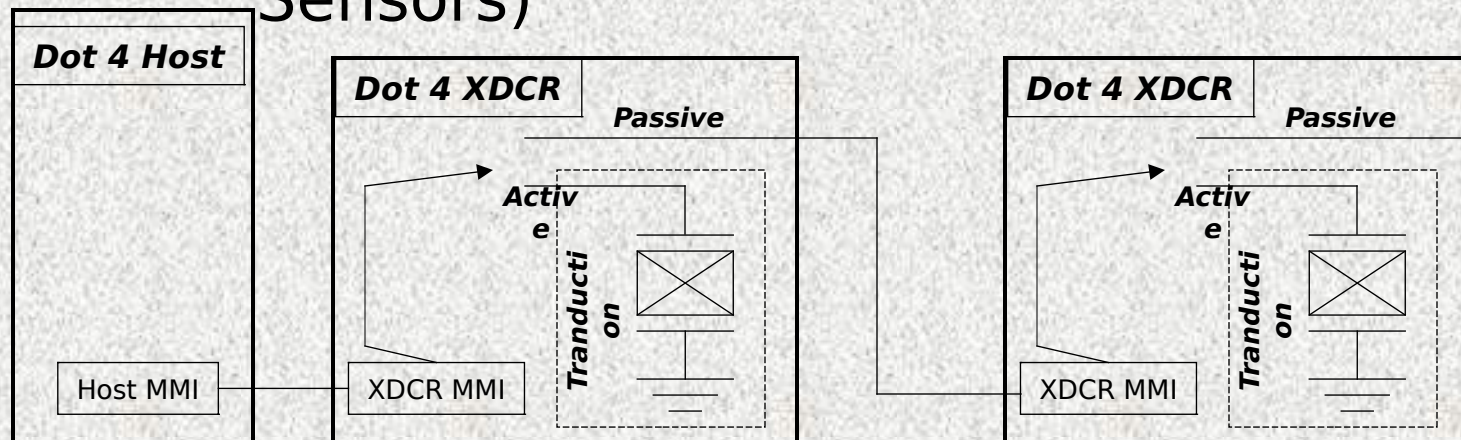 Sensors)
Dot 4 Host
Host MMI
Dot 4 XDCR
Passive
Activ
e
Tranducti
on
XDCR MMI
Dot 4 XDCR
Passive
Activ
e
Tranducti
on
XDCR MMI